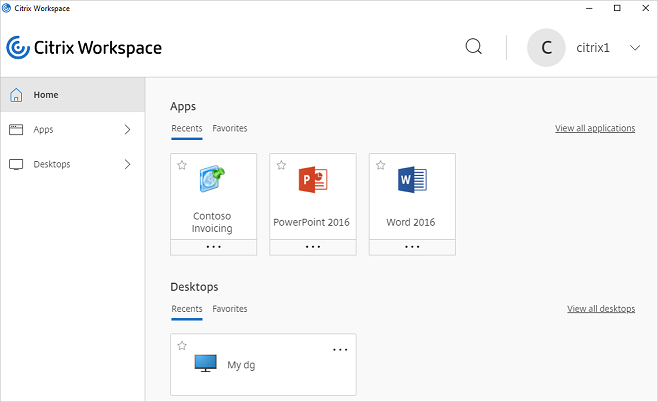 Citrix Workspace
Citrix Workspace
C
citrix1
Home
Apps
Desktops
Apps
Recents Favorites
View all applications
Contoso
Invoicing
PowerPoint 2016
Word 2016
Desktops
Recents Favorites
View all desktops
My dg